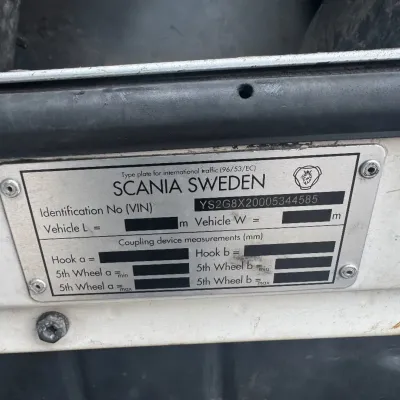 Type plate for international traffic (96/53/EC)
SCANIA SWEDEN
Identification No (VIN) YS2G8X20005344585
Vehicle L = m Vehicle W = m
Coupling device measurements (mm)
Hook a = Hook b =
5th Wheel a =min 5th Wheel b =min
5th Wheel a =max 5th Wheel b =max